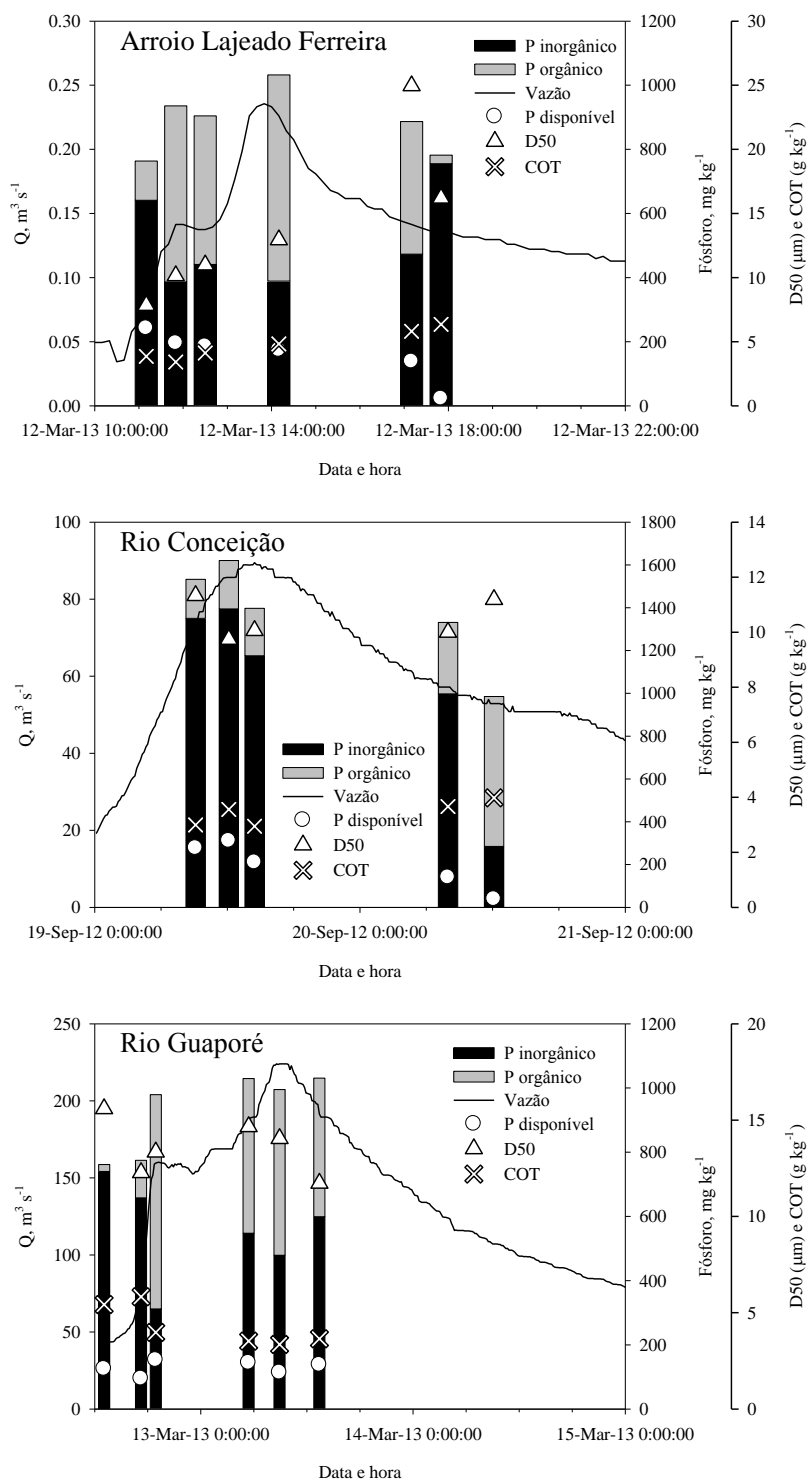 Arroio Lajeado Ferreira
P inorgânico
P orgânico
Vazão
P disponível
D50
COT
0.30
0.25
0.20
0.15
0.10
0.05
0.00
Q, m³ s⁻¹
1200
1000
800
600
400
200
0
Fósforo, mg kg⁻¹
30
25
20
15
10
5
0
D50 (μm) e COT (g kg⁻¹)
12-Mar-13 10:00:00 12-Mar-13 14:00:00 12-Mar-13 18:00:00 12-Mar-13 22:00:00
Data e hora
Rio Conceição
P inorgânico
P orgânico
Vazão
P disponível
D50
COT
100
80
60
40
20
0
Q, m³ s⁻¹
1800
1600
1400
1200
1000
800
600
400
200
0
Fósforo, mg kg⁻¹
14
12
10
8
6
4
2
0
D50 (μm) e COT (g kg⁻¹)
19-Sep-12 0:00:00 20-Sep-12 0:00:00 21-Sep-12 0:00:00
Data e hora
Rio Guaporé
P inorgânico
P orgânico
Vazão
P disponível
D50
COT
250
200
150
100
50
0
Q, m³ s⁻¹
1200
1000
800
600
400
200
0
Fósforo, mg kg⁻¹
20
15
10
5
0
D50 (μm) e COT (g kg⁻¹)
13-Mar-13 0:00:00 14-Mar-13 0:00:00 15-Mar-13 0:00:00
Data e hora